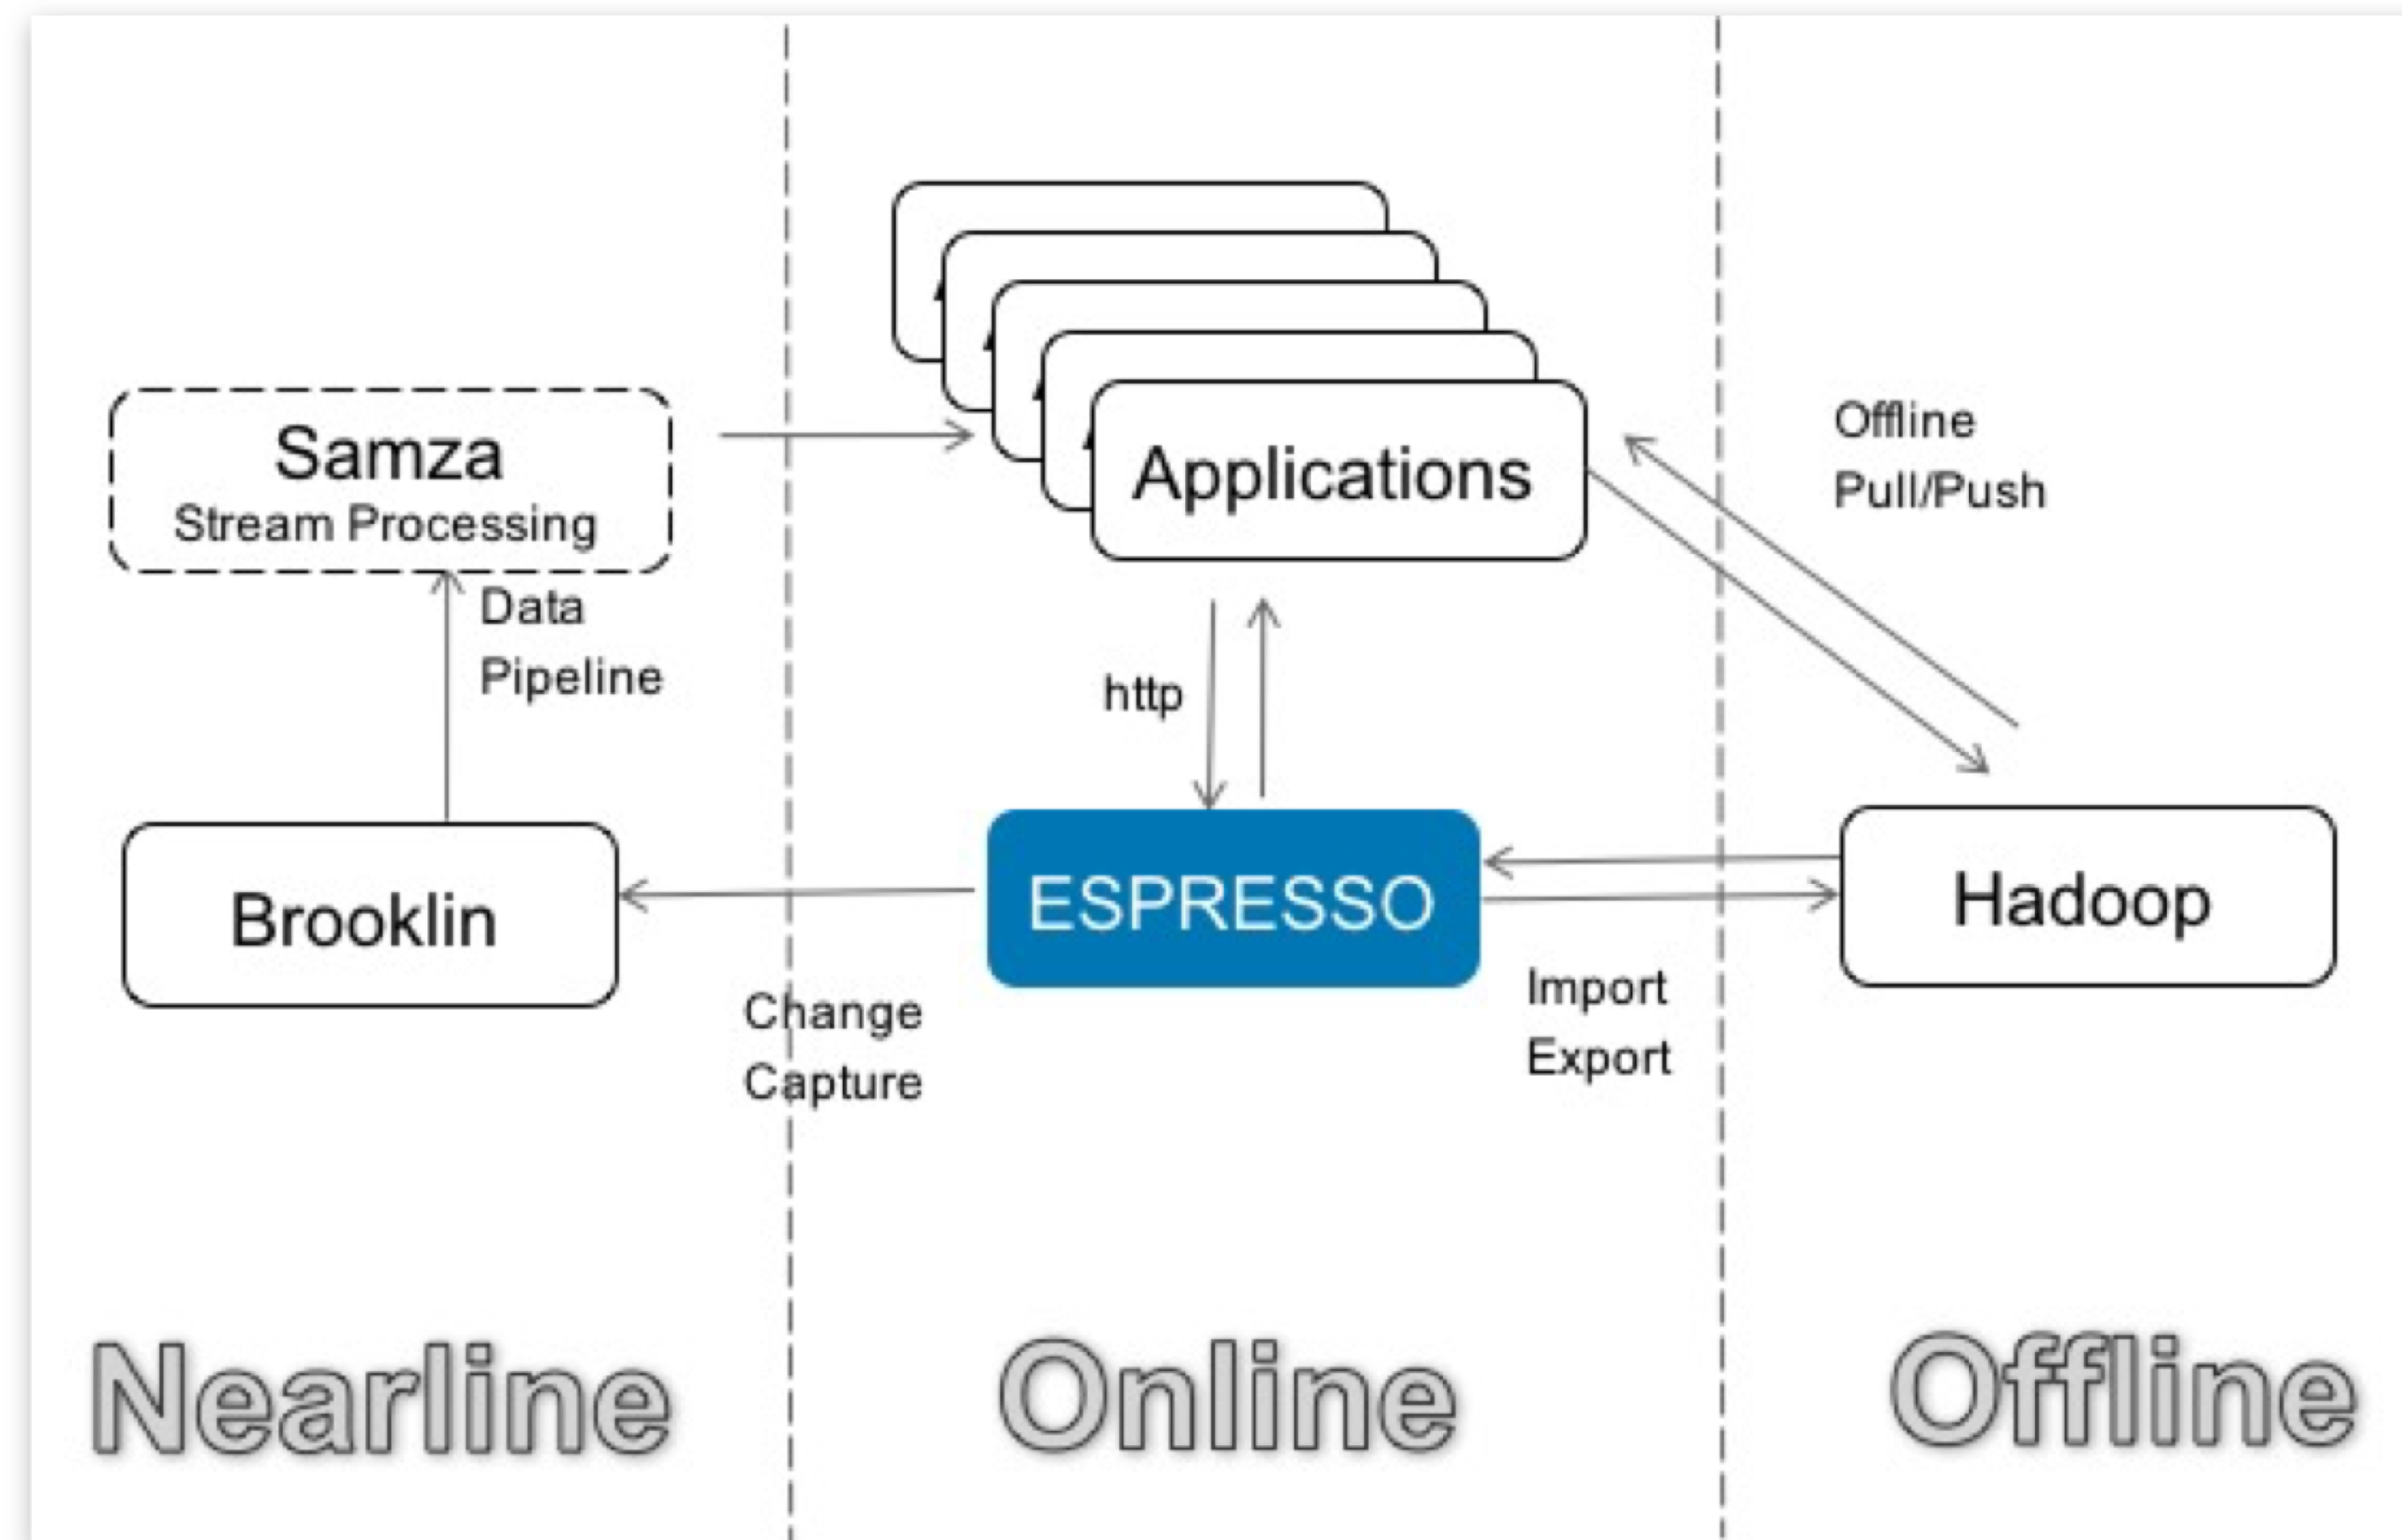 Samza
Stream Processing
Data
Pipeline
Brooklin
Applications
http
ESPRESSO
Change
Capture
Import
Export
Offline
Pull/Push
Hadoop
Nearline
Online
Offline